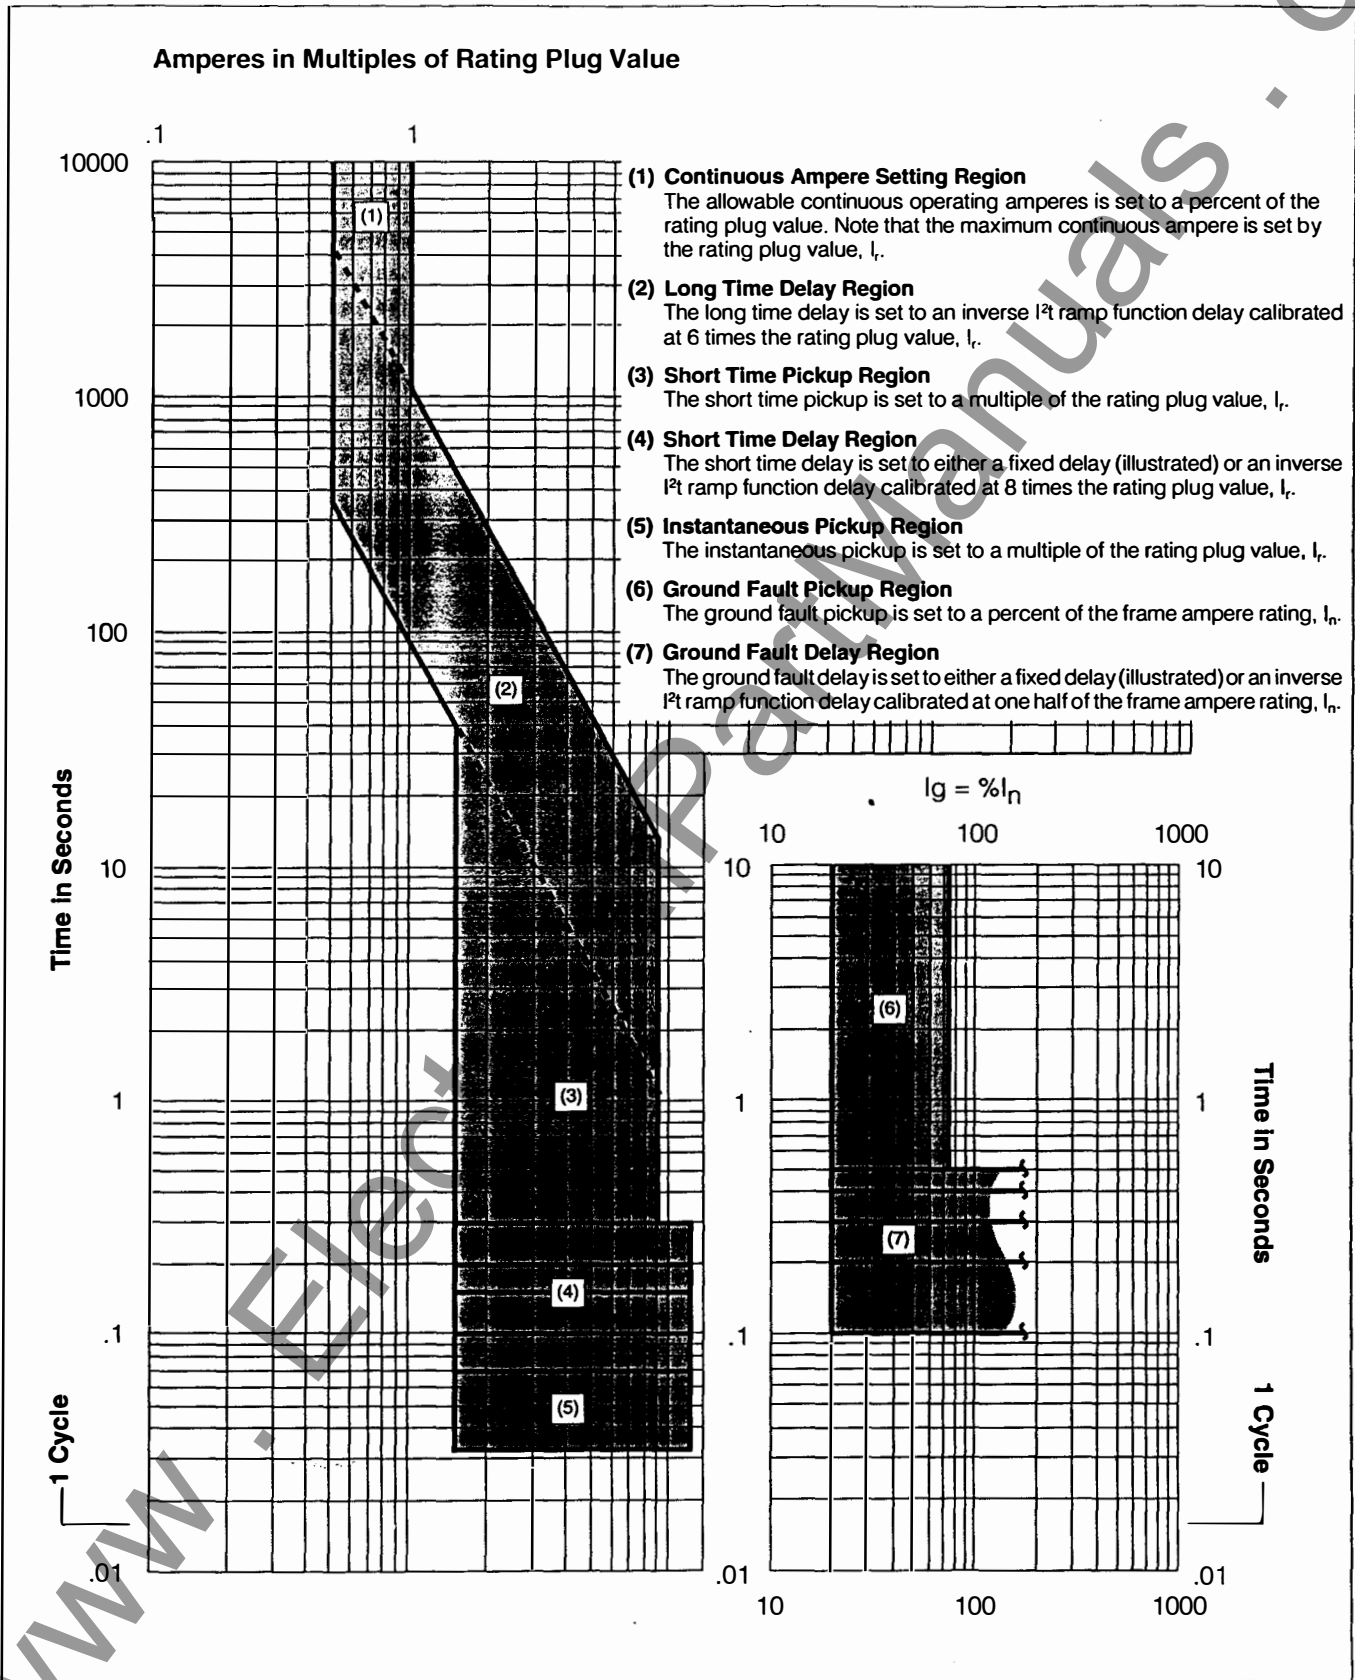 Amperes in Multiples of Rating Plug Value
.1 1
10000
1000
100
10
1
.1
.01
Time in Seconds
1 Cycle
(1) Continuous Ampere Setting Region
The allowable continuous operating amperes is set to a percent of the
rating plug value. Note that the maximum continuous ampere is set by
the rating plug value, Iᵣ.
(2) Long Time Delay Region
The long time delay is set to an inverse I²t ramp function delay calibrated
at 6 times the rating plug value, Iᵣ.
(3) Short Time Pickup Region
The short time pickup is set to a multiple of the rating plug value, Iᵣ.
(4) Short Time Delay Region
The short time delay is set to either a fixed delay (illustrated) or an inverse
I²t ramp function delay calibrated at 8 times the rating plug value, Iᵣ.
(5) Instantaneous Pickup Region
The instantaneous pickup is set to a multiple of the rating plug value, Iᵣ.
(6) Ground Fault Pickup Region
The ground fault pickup is set to a percent of the frame ampere rating, Iₙ.
(7) Ground Fault Delay Region
The ground fault delay is set to either a fixed delay (illustrated) or an inverse
I²t ramp function delay calibrated at one half of the frame ampere rating, Iₙ.
(1)
(2)
(3)
(4)
(5)
Ig = %Iₙ
10 100 1000
10 10
1 1
.1 .1
.01 .01
(6)
(7)
10 100 1000
Time in Seconds
1 Cycle
www . Elect
PartManuals .